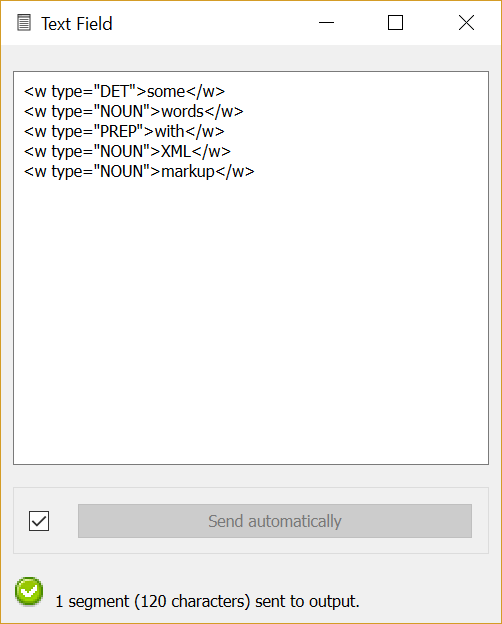 Text Field
<w type="DET">some</w>
<w type="NOUN">words</w>
<w type="PREP">with</w>
<w type="NOUN">XML</w>
<w type="NOUN">markup</w>
Send automatically
1 segment (120 characters) sent to output.